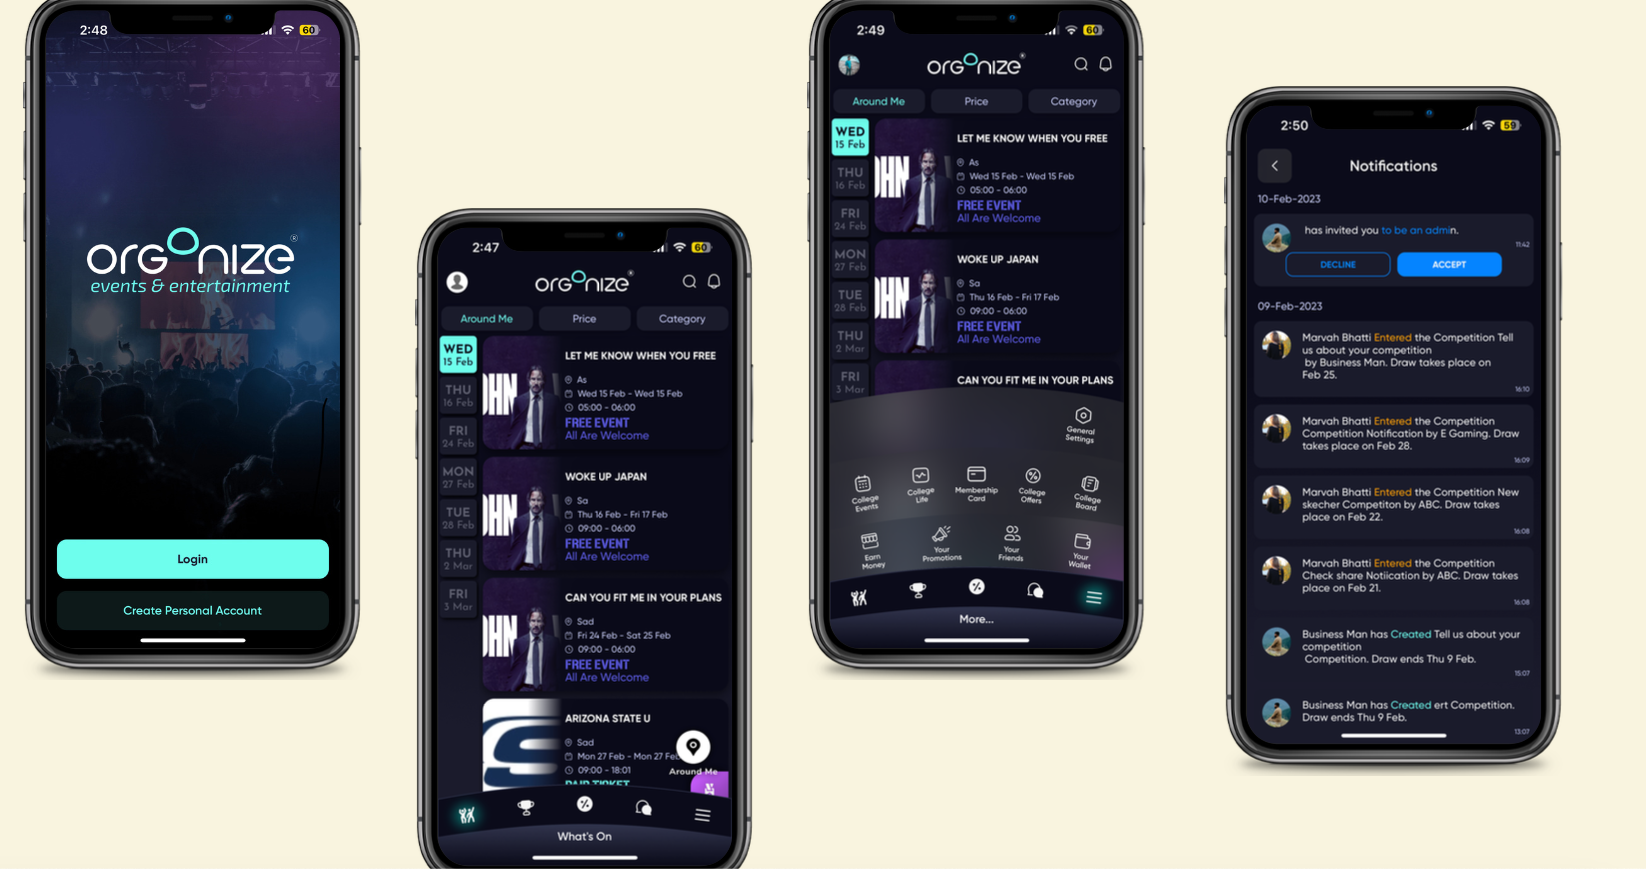 2:48
60
orgonize®
events & entertainment
Login
Create Personal Account
2:47
60
orgonize®
Around Me
Price
Category
WED
15 Feb
THU
16 Feb
FRI
24 Feb
MON
27 Feb
TUE
28 Feb
THU
2 Mar
FRI
3 Mar
OHN
LET ME KNOW WHEN YOU FREE
As
Wed 15 Feb - Wed 15 Feb
05:00 - 06:00
FREE EVENT
All Are Welcome
OHN
WOKE UP JAPAN
Sa
Thu 16 Feb - Fri 17 Feb
09:00 - 06:00
FREE EVENT
All Are Welcome
OHN
CAN YOU FIT ME IN YOUR PLANS
Sad
Fri 24 Feb - Sat 25 Feb
09:00 - 06:00
FREE EVENT
All Are Welcome
ARIZONA STATE U
Sad
Mon 27 Feb - Mon 27 Feb
09:00 - 18:01
PAID TICKET
Around Me
What's On
2:49
60
orgonize®
Around Me
Price
Category
WED
15 Feb
THU
16 Feb
FRI
24 Feb
MON
27 Feb
TUE
28 Feb
THU
2 Mar
FRI
3 Mar
OHN
LET ME KNOW WHEN YOU FREE
As
Wed 15 Feb - Wed 15 Feb
05:00 - 06:00
FREE EVENT
All Are Welcome
OHN
WOKE UP JAPAN
Sa
Thu 16 Feb - Fri 17 Feb
09:00 - 06:00
FREE EVENT
All Are Welcome
CAN YOU FIT ME IN YOUR PLANS
General
Settings
College
Events
College
Life
Membership
Card
College
Offers
College
Board
Earn
Money
Your
Promotions
Your
Friends
Your
Wallet
More...
2:50
59
Notifications
10-Feb-2023
has invited you to be an admin.
11:42
DECLINE
ACCEPT
09-Feb-2023
Marvah Bhatti Entered the Competition Tell
us about your competition
by Business Man. Draw takes place on
Feb 25.
16:10
Marvah Bhatti Entered the Competition
Competition Notification by E Gaming. Draw
takes place on Feb 28.
16:09
Marvah Bhatti Entered the Competition New
skecher Competiton by ABC. Draw takes
place on Feb 22.
16:08
Marvah Bhatti Entered the Competition
Check share Notiication by ABC. Draw takes
place on Feb 21.
16:08
Business Man has Created Tell us about your
competition
Competition. Draw ends Thu 9 Feb.
15:07
Business Man has Created ert Competition.
Draw ends Thu 9 Feb.
13:07